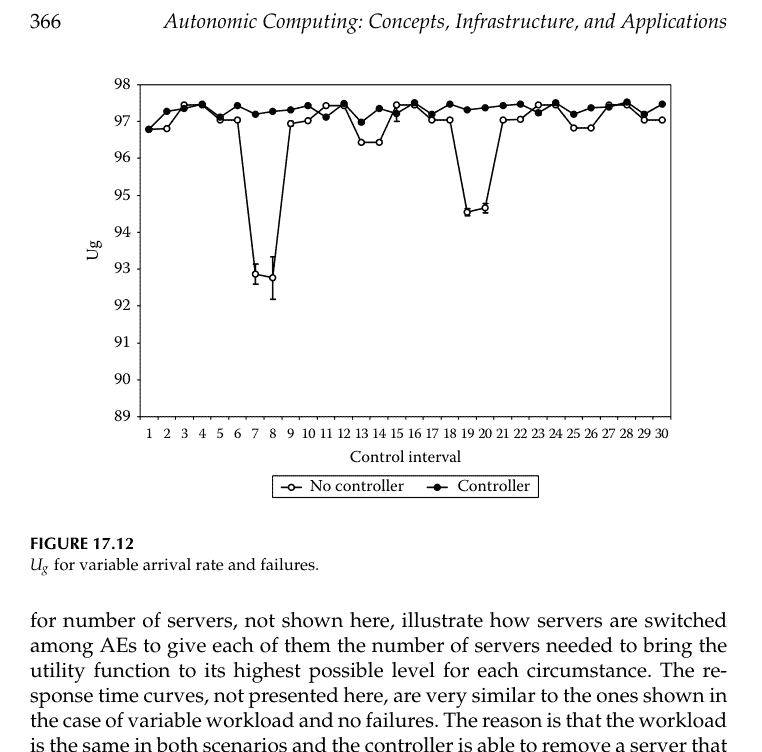 366 Autonomic Computing: Concepts, Infrastructure, and Applications
98
97
96
95
94
93
92
91
90
89
Ug
1 2 3 4 5 6 7 8 9 10 11 12 13 14 15 16 17 18 19 20 21 22 23 24 25 26 27 28 29 30
Control interval
No controller Controller
FIGURE 17.12
Ug for variable arrival rate and failures.
for number of servers, not shown here, illustrate how servers are switched
among AEs to give each of them the number of servers needed to bring the
utility function to its highest possible level for each circumstance. The re-
sponse time curves, not presented here, are very similar to the ones shown in
the case of variable workload and no failures. The reason is that the workload
is the same in both scenarios and the controller is able to remove a server that